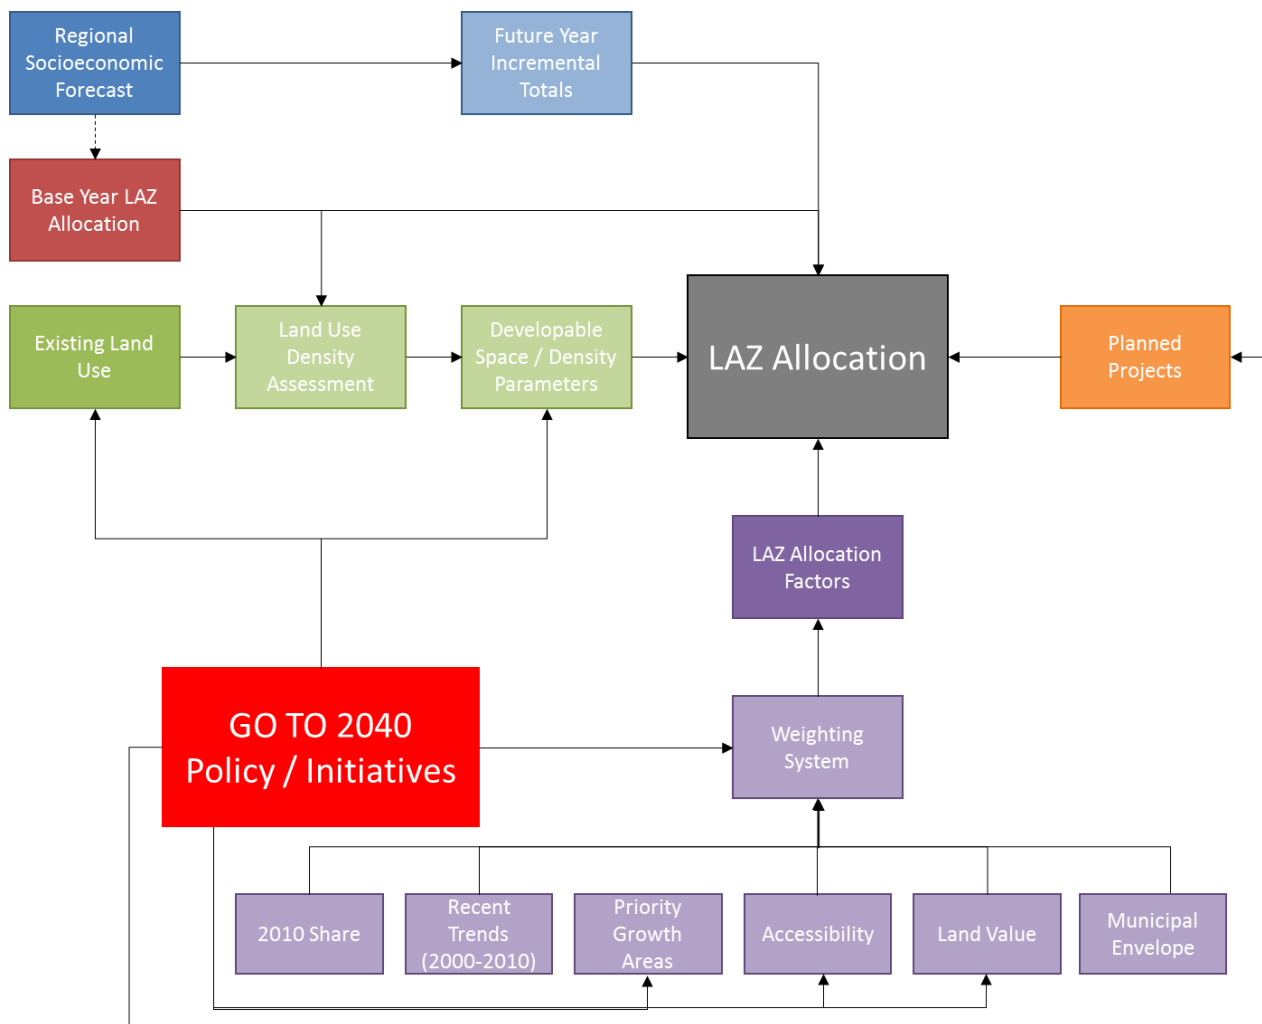 Regional
Socioeconomic
Forecast
Future Year
Incremental
Totals
Base Year LAZ
Allocation
Existing Land
Use
Land Use
Density
Assessment
Developable
Space / Density
Parameters
LAZ Allocation
Planned
Projects
LAZ Allocation
Factors
GO TO 2040
Policy / Initiatives
Weighting
System
2010 Share
Recent
Trends
(2000-2010)
Priority
Growth
Areas
Accessibility
Land Value
Municipal
Envelope